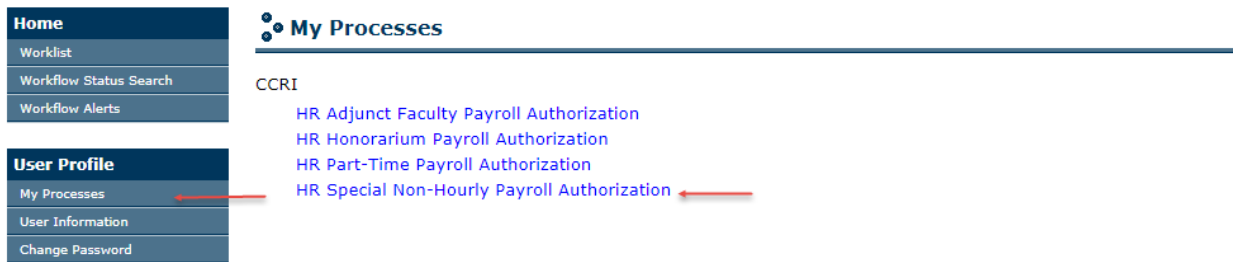 Home
Worklist
Workflow Status Search
Workflow Alerts
User Profile
My Processes
User Information
Change Password
My Processes
CCRI
HR Adjunct Faculty Payroll Authorization
HR Honorarium Payroll Authorization
HR Part-Time Payroll Authorization
HR Special Non-Hourly Payroll Authorization